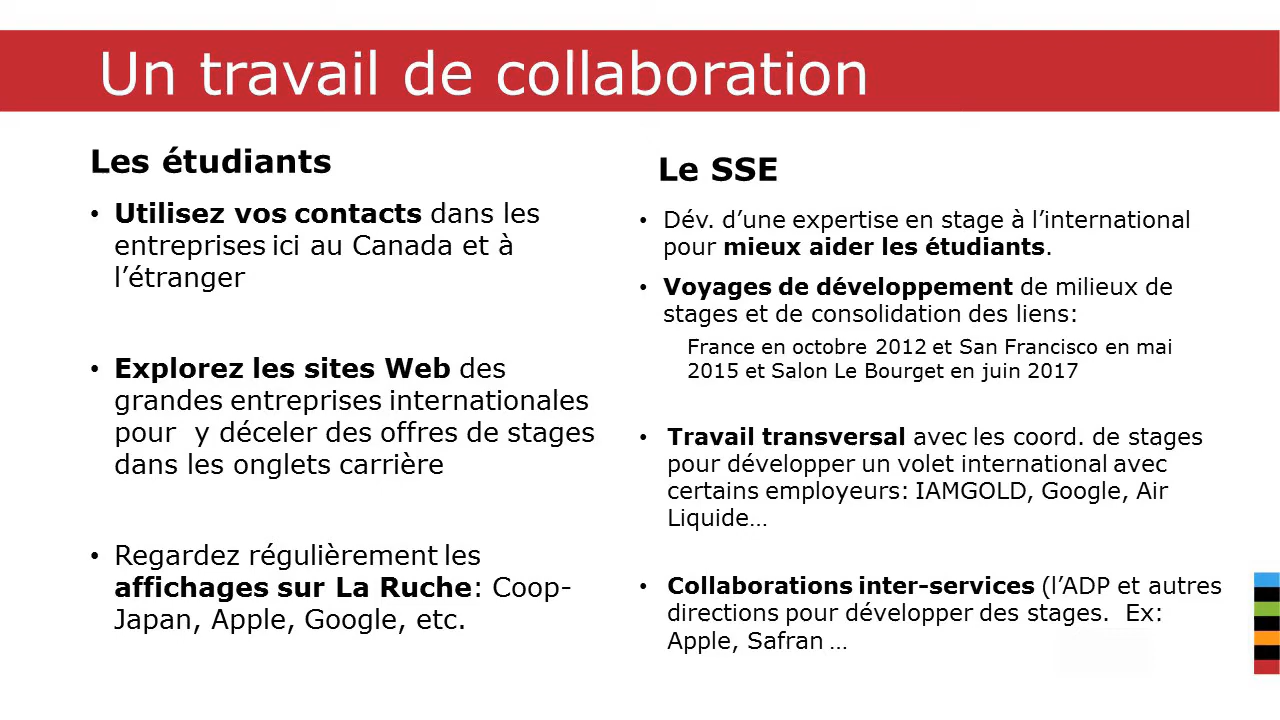 Un travail de collaboration
Les étudiants
• Utilisez vos contacts dans les
entreprises ici au Canada et à
l’étranger
• Explorez les sites Web des
grandes entreprises internationales
pour  y déceler des offres de stages
dans les onglets carrière
• Regardez régulièrement les
affichages sur La Ruche: Coop-
Japan, Apple, Google, etc.
Le SSE
• Dév. d’une expertise en stage à l’international
pour mieux aider les étudiants.
• Voyages de développement de milieux de
stages et de consolidation des liens:
France en octobre 2012 et San Francisco en mai
2015 et Salon Le Bourget en juin 2017
• Travail transversal avec les coord. de stages
pour développer un volet international avec
certains employeurs: IAMGOLD, Google, Air
Liquide…
• Collaborations inter-services (l’ADP et autres
directions pour développer des stages.  Ex:
Apple, Safran …